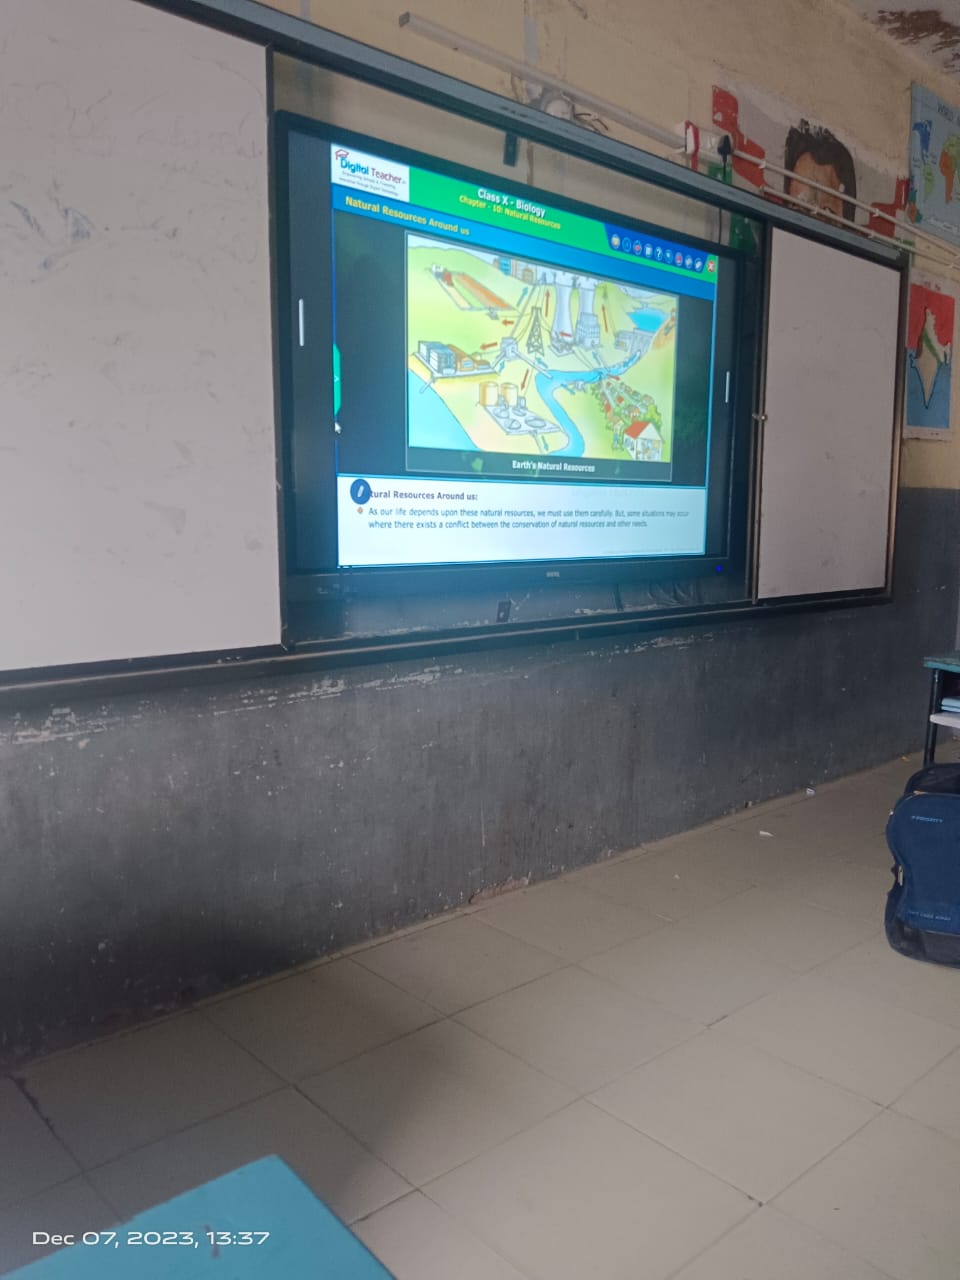 WORLD
Digital Teacher
Class X - Biology
Chapter - 10: Natural Resources
Natural Resources Around us
Earth's Natural Resources
tural Resources Around us:
As our life depends upon these natural resources, we must use them carefully. But, some situations may occur
where there exists a conflict between the conservation of natural resources and other needs.
PRIORITY
Dec 07, 2023, 13:37